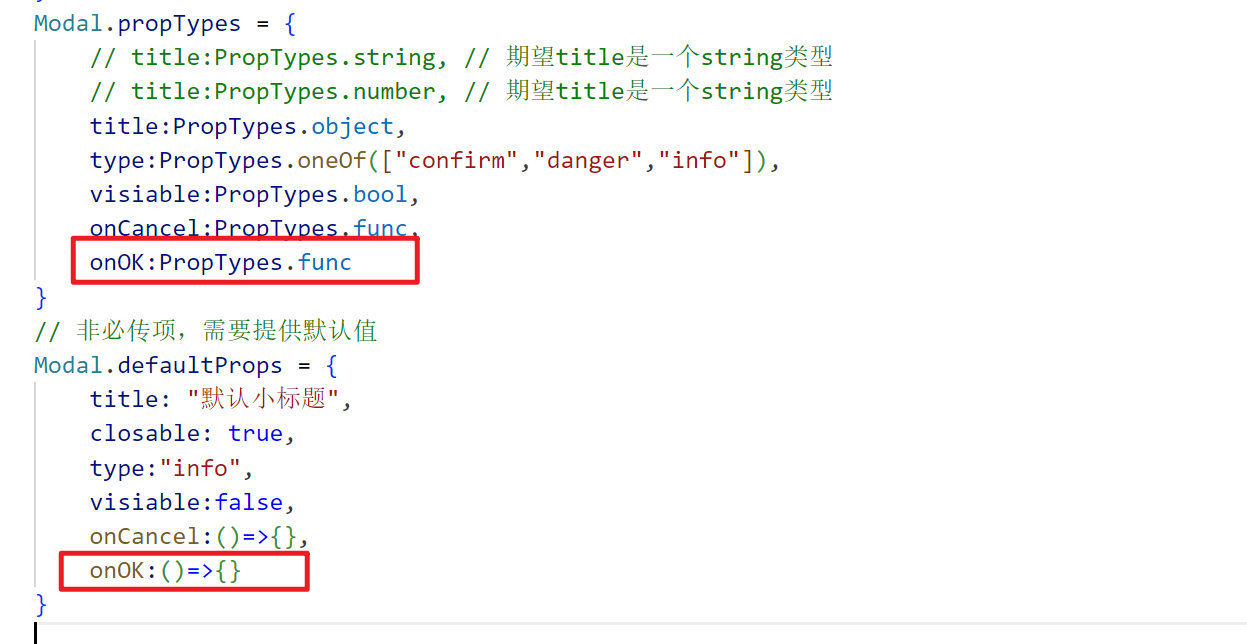 Modal.propTypes = {
// title:PropTypes.string, // 期望title是一个string类型
// title:PropTypes.number, // 期望title是一个string类型
title:PropTypes.object,
type:PropTypes.oneOf(["confirm","danger","info"]),
visiable:PropTypes.bool,
onCancel:PropTypes.func,
onOK:PropTypes.func
}
// 非必传项，需要提供默认值
Modal.defaultProps = {
title: "默认小标题",
closable: true,
type:"info",
visiable:false,
onCancel:()=>{},
onOK:()=>{}
}